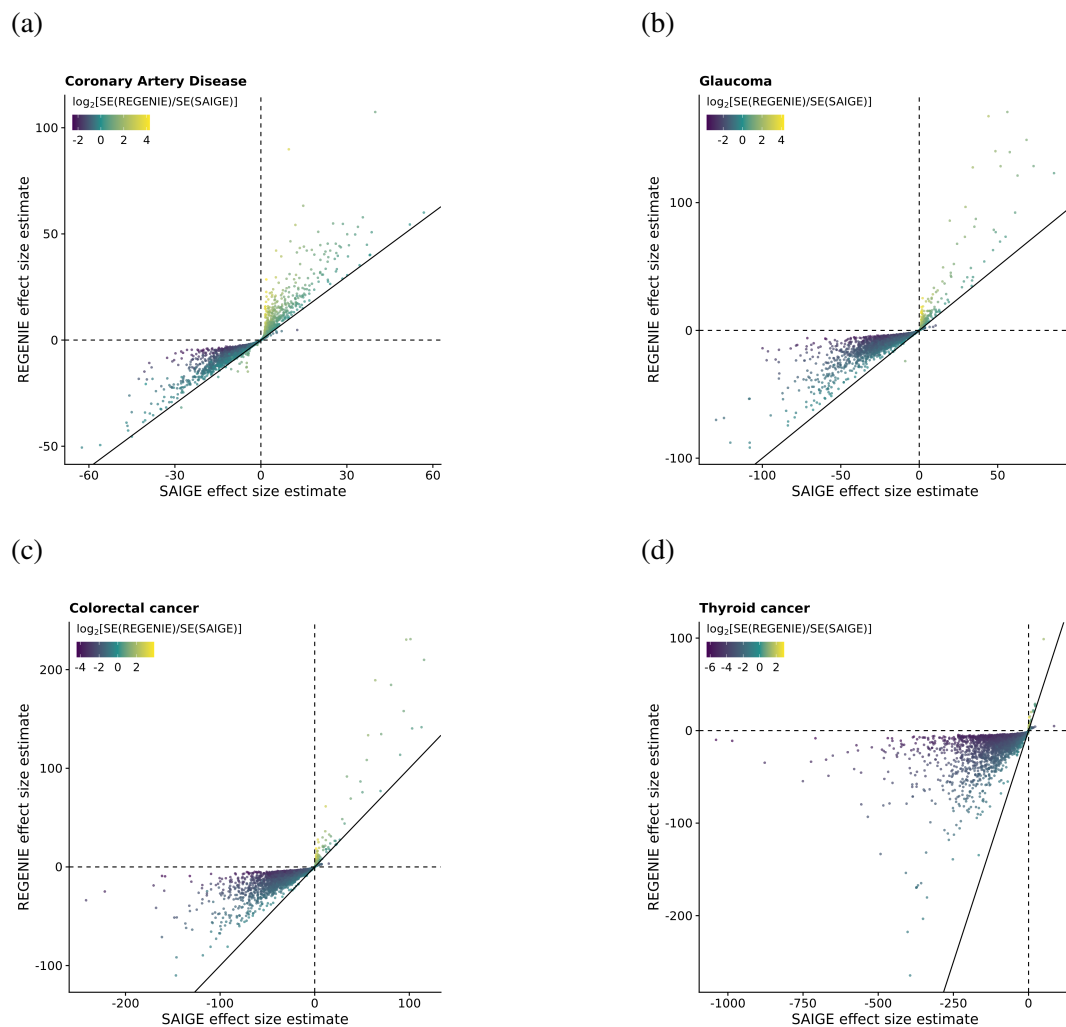 (a)
Coronary Artery Disease
log₂[SE(REGENIE)/SE(SAIGE)]
-2 0 2 4
100
50
0
-50
REGENIE effect size estimate
-60 -30 0 30 60
SAIGE effect size estimate
(b)
Glaucoma
log₂[SE(REGENIE)/SE(SAIGE)]
-2 0 2 4
100
0
-100
REGENIE effect size estimate
-100 -50 0 50
SAIGE effect size estimate
(c)
Colorectal cancer
log₂[SE(REGENIE)/SE(SAIGE)]
-4 -2 0 2
200
100
0
-100
REGENIE effect size estimate
-200 -100 0 100
SAIGE effect size estimate
(d)
Thyroid cancer
log₂[SE(REGENIE)/SE(SAIGE)]
-6 -4 -2 0 2
100
0
-100
-200
REGENIE effect size estimate
-1000 -750 -500 -250 0
SAIGE effect size estimate